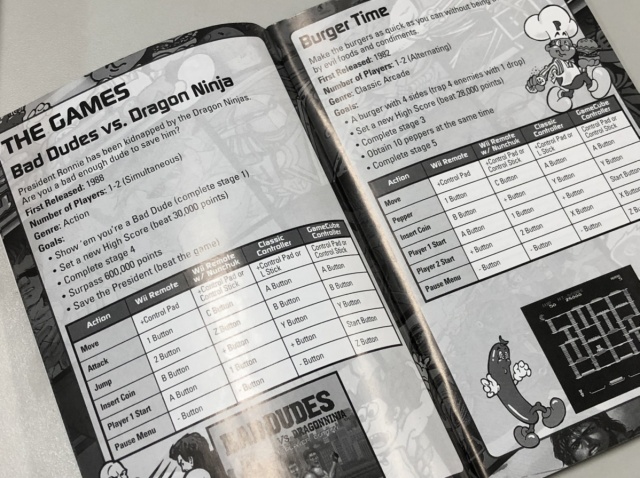 THE GAMES
Bad Dudes vs. Dragon Ninja
President Ronnie has been kidnapped by the Dragon Ninjas.
Are you a bad enough dude to save him?
First Released: 1988
Number of Players: 1-2 (Simultaneous)
Genre: Action
Goals:
• Show 'em you're a Bad Dude (complete stage 1)
• Set a new High Score (beat 30,000 points)
• Complete stage 4
• Surpass 600,000 points
• Save the President (beat the game)
Action Wii Remote Wii Remote w/ Nunchuk Classic Controller GameCube Controller
Move +Control Pad +Control Pad or Control Stick +Control Pad or L Stick Control Pad or Control Stick
Attack 1 Button C Button A Button A Button
Jump 2 Button Z Button B Button B Button
Insert Coin B Button B Button Y Button Y Button
Player 1 Start A Button + Button + Button Start Button
Pause Menu - Button - Button - Button Z Button
BAD DUDES
VS. DRAGONNINJA
Burger Time
Make the burgers as quick as you can without being
by evil foods and condiments.
First Released: 1982
Number of Players: 1-2 (Alternating)
Genre: Classic Arcade
Goals:
• A burger with 4 sides (trap 4 enemies with 1 drop)
• Set a new High Score (beat 28,000 points)
• Complete stage 3
• Obtain 10 peppers at the same time
• Complete stage 5
Action Wii Remote Wii Remote w/ Nunchuk Classic Controller GameCube Controller
Move +Control Pad +Control Pad or Control Stick +Control Pad or L Stick Control Pad or Control Stick
Pepper 1 Button C Button A Button A Button
Insert Coin B Button B Button Y Button Y Button
Player 1 Start A Button + Button + Button Start Button
Player 2 Start + Button 1 Button X Button X Button
Pause Menu - Button - Button - Button Z Button